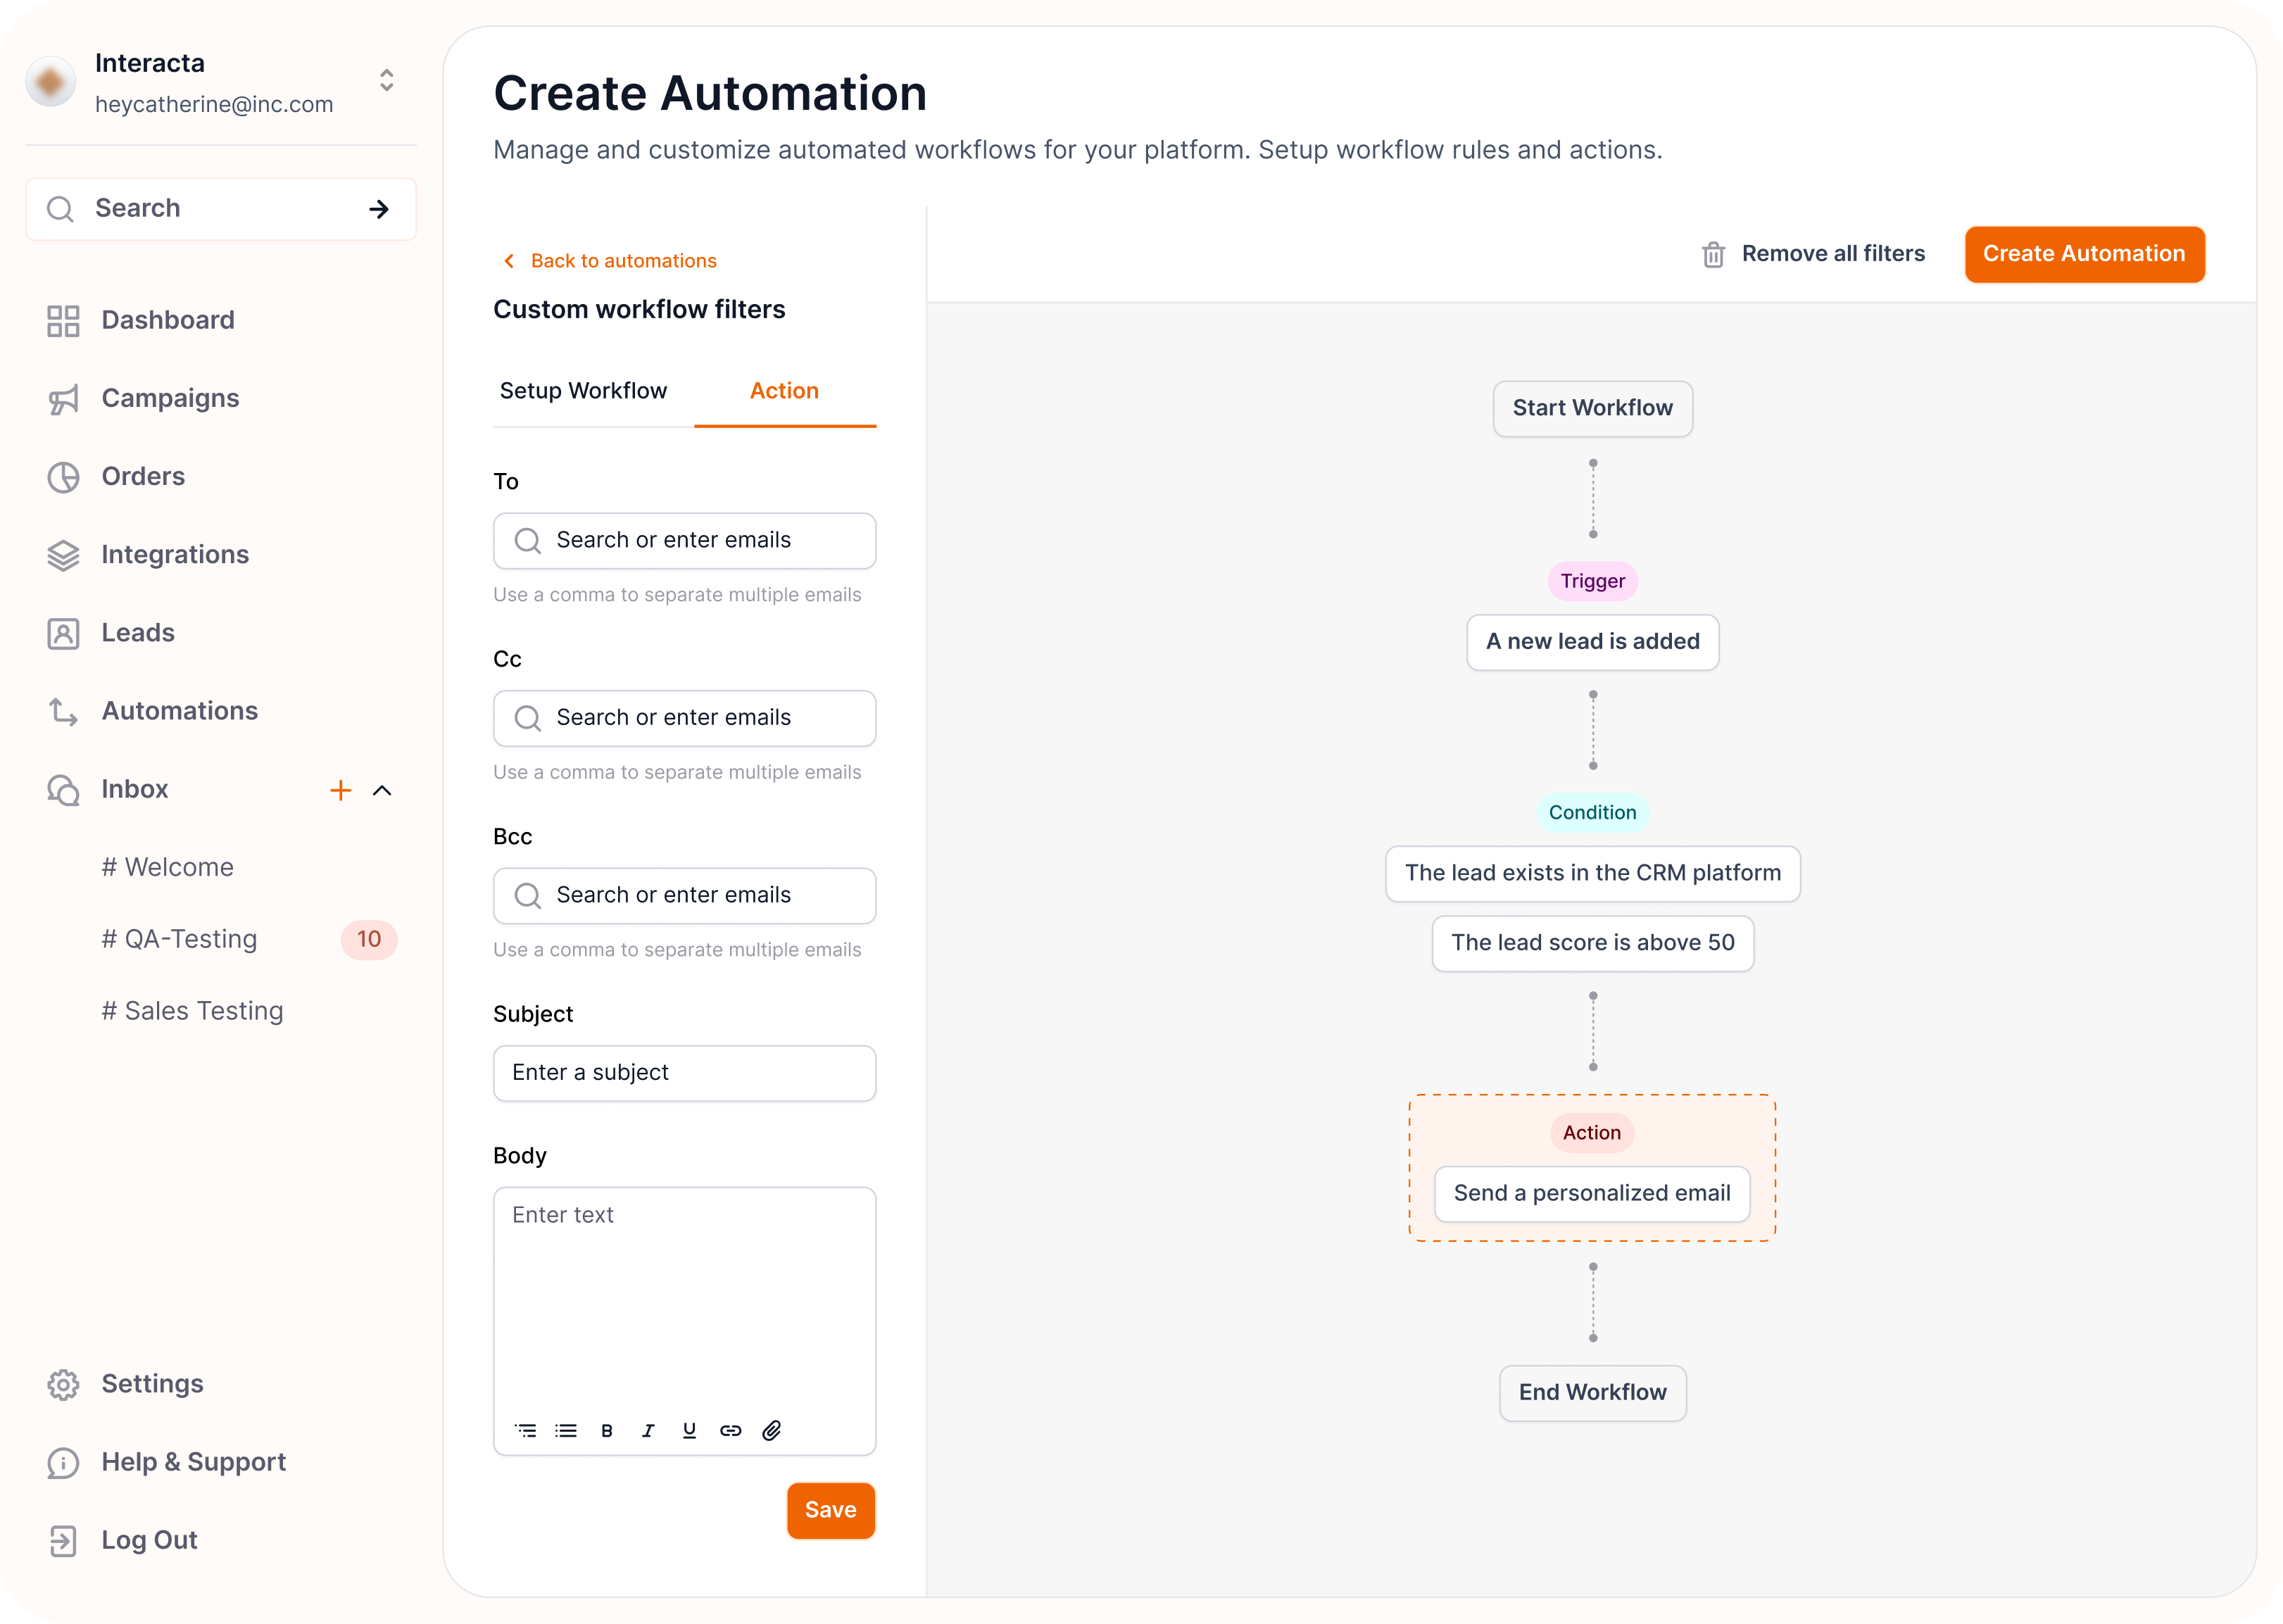 Interacta
heycatherine@inc.com
Search
Dashboard
Campaigns
Orders
Integrations
Leads
Automations
Inbox
# Welcome
# QA-Testing
10
# Sales Testing
Settings
Help & Support
Log Out
Create Automation
Manage and customize automated workflows for your platform. Setup workflow rules and actions.
Back to automations
Custom workflow filters
Setup Workflow
Action
To
Search or enter emails
Use a comma to separate multiple emails
Cc
Search or enter emails
Use a comma to separate multiple emails
Bcc
Search or enter emails
Use a comma to separate multiple emails
Subject
Enter a subject
Body
Enter text
B I U
Save
Remove all filters
Create Automation
Start Workflow
Trigger
A new lead is added
Condition
The lead exists in the CRM platform
The lead score is above 50
Action
Send a personalized email
End Workflow